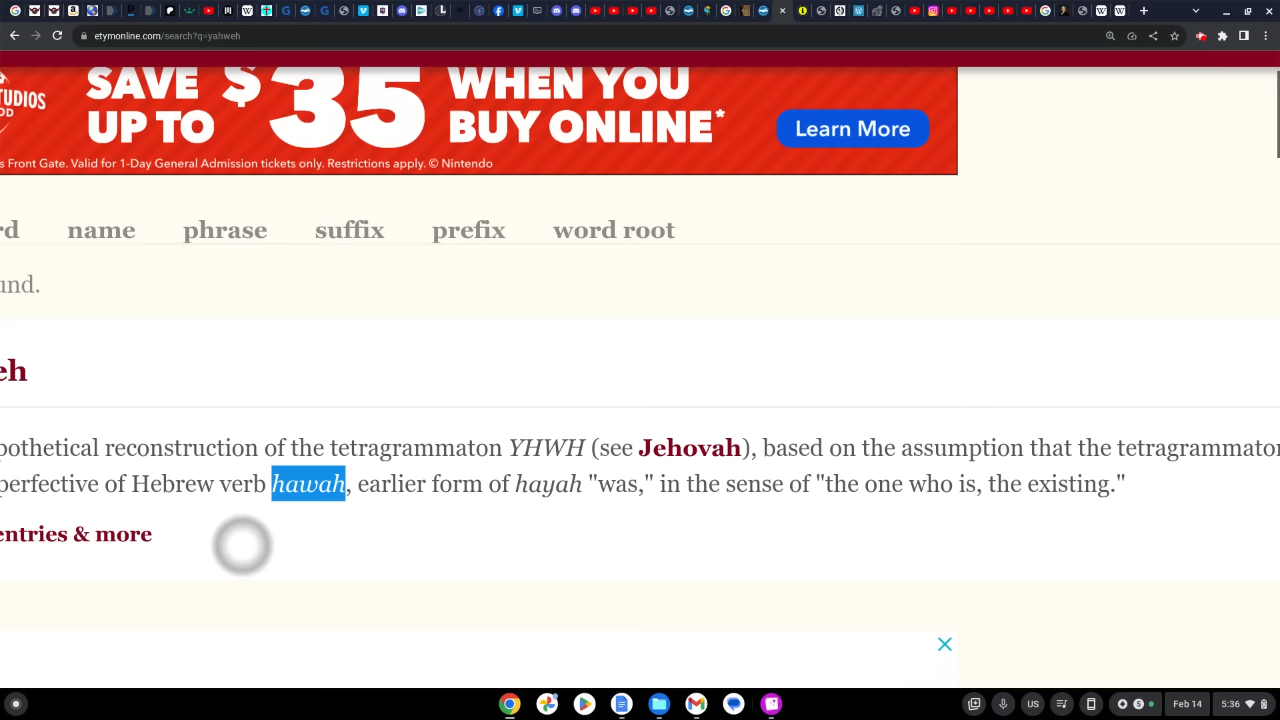 etymonline.com/search?q=yahweh
TUDIOS
SAVE UP TO $35 WHEN YOU BUY ONLINE*
Learn More
s Front Gate. Valid for 1-Day General Admission tickets only. Restrictions apply. © Nintendo
rd name phrase suffix prefix word root
und.
eh
pothetical reconstruction of the tetragrammaton YHWH (see Jehovah), based on the assumption that the tetragrammaton
perfective of Hebrew verb hawah, earlier form of hayah "was," in the sense of "the one who is, the existing."
entries & more
US Feb 14 5:36